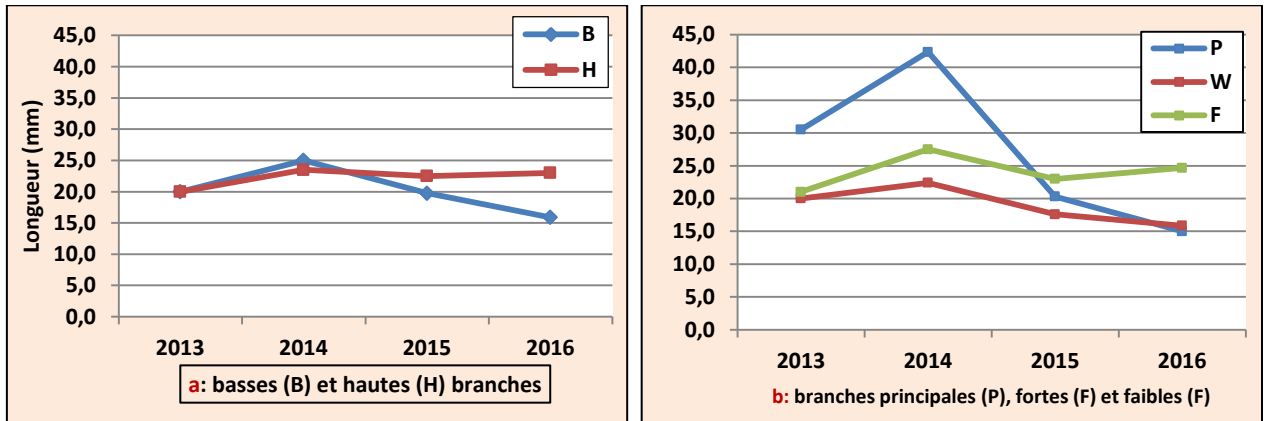 Longueur (mm)
45,0
40,0
35,0
30,0
25,0
20,0
15,0
10,0
5,0
0,0
B
H
2013 2014 2015 2016
a: basses (B) et hautes (H) branches
45,0
40,0
35,0
30,0
25,0
20,0
15,0
10,0
5,0
0,0
P
W
F
2013 2014 2015 2016
b: branches principales (P), fortes (F) et faibles (F)